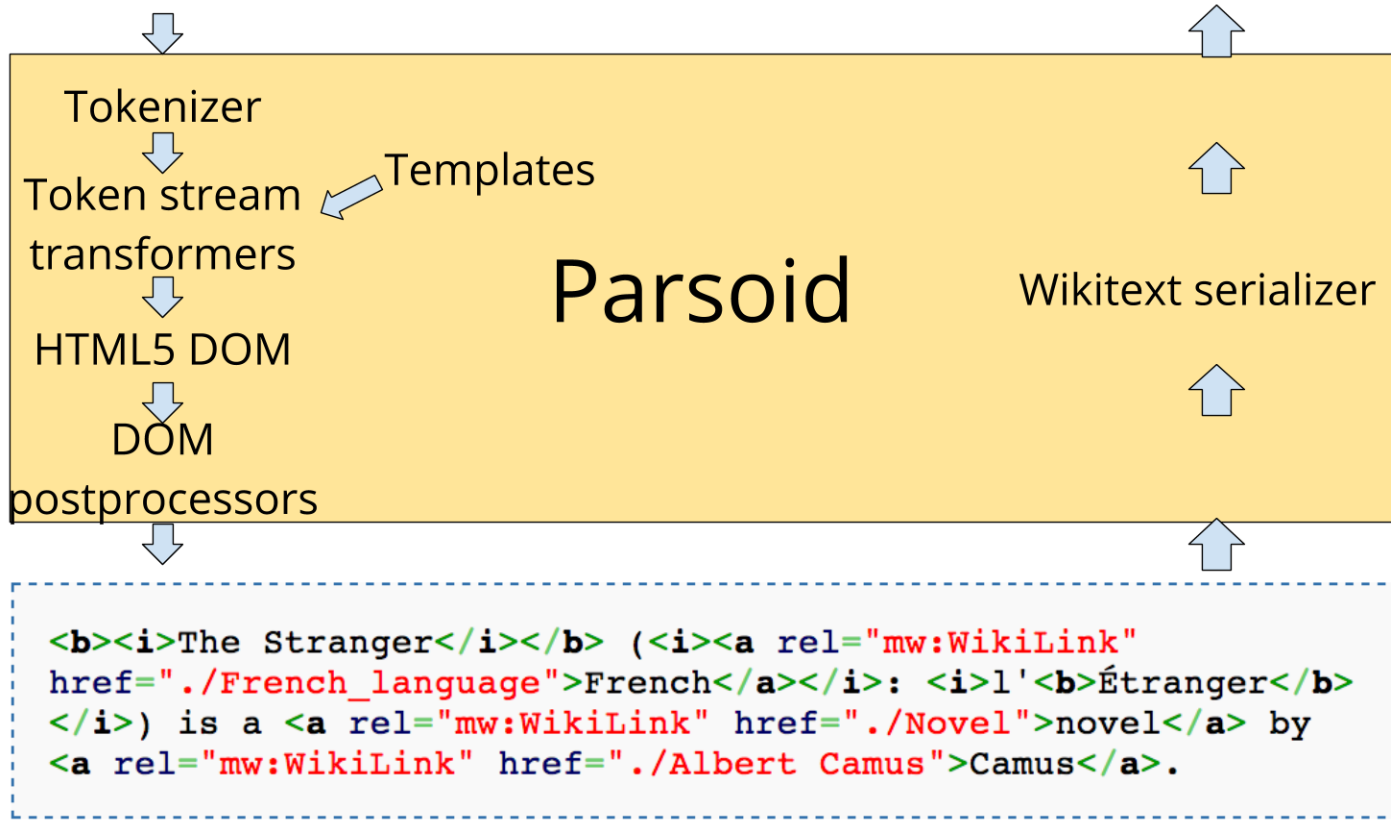 Tokenizer
Templates
Token stream
transformers
Parsoid
Wikitext serializer
HTML5 DOM
DOM
postprocessors
<b><i>The Stranger</i></b> (<i><a rel="mw:WikiLink"
href="./French_language">French</a></i>: <i>l'<b>Étranger</b>
</i>) is a <a rel="mw:WikiLink" href="./Novel">novel</a> by
<a rel="mw:WikiLink" href="./Albert Camus">Camus</a>.